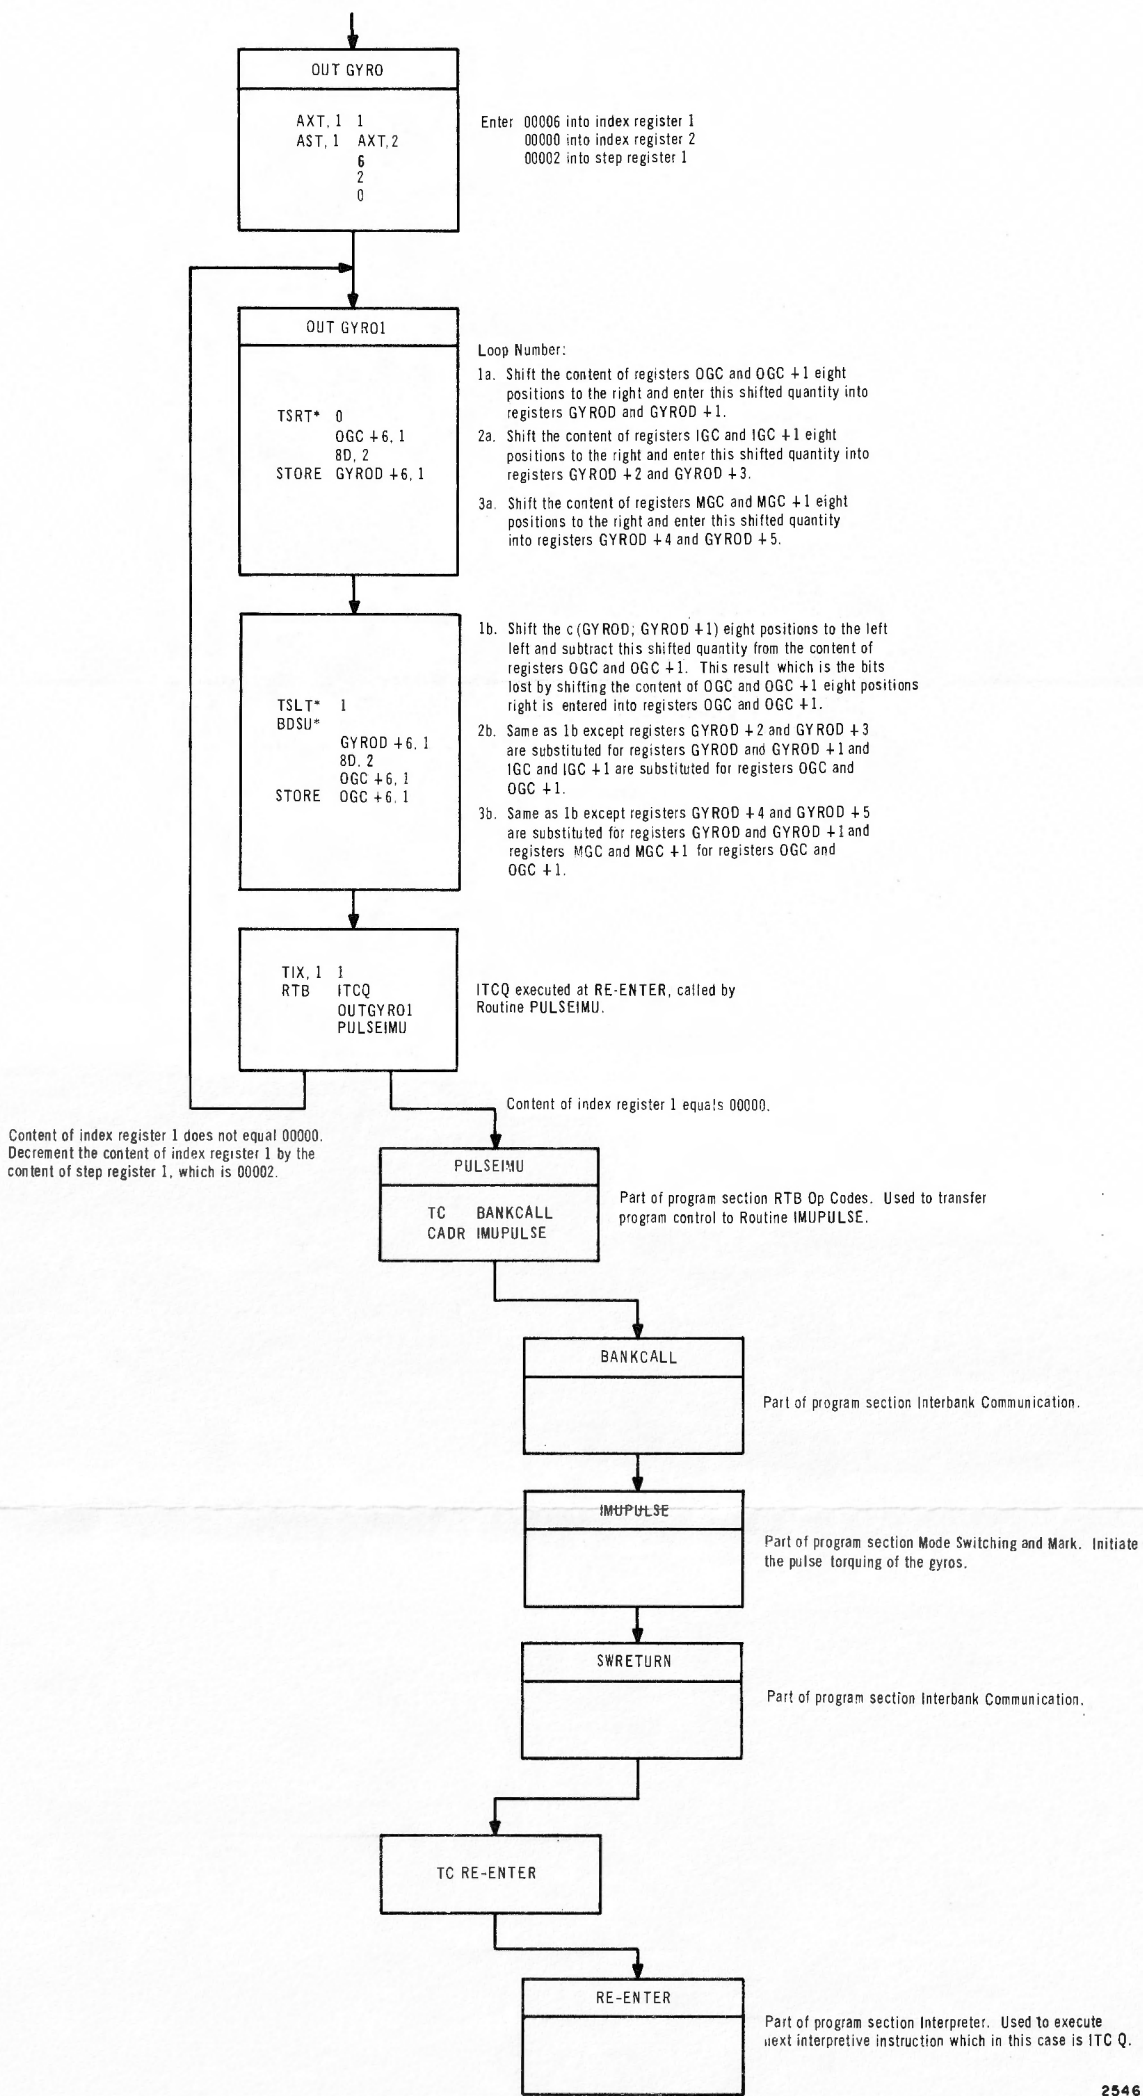 OUT GYRO
AXT, 1 1
AST, 1 AXT, 2
6
2
0
Enter 00006 into index register 1
00000 into index register 2
00002 into step register 1
OUT GYRO1
TSRT* 0
OGC +6, 1
8D, 2
STORE GYROD +6, 1
Loop Number:
1a. Shift the content of registers OGC and OGC +1 eight
positions to the right and enter this shifted quantity into
registers GYROD and GYROD +1.
2a. Shift the content of registers IGC and IGC +1 eight
positions to the right and enter this shifted quantity into
registers GYROD +2 and GYROD +3.
3a. Shift the content of registers MGC and MGC +1 eight
positions to the right and enter this shifted quantity
into registers GYROD +4 and GYROD +5.
TSLT* 1
BDSU*
GYROD +6, 1
8D, 2
OGC +6, 1
STORE OGC +6, 1
1b. Shift the c (GYROD; GYROD +1) eight positions to the left
left and subtract this shifted quantity from the content of
registers OGC and OGC +1. This result which is the bits
lost by shifting the content of OGC and OGC +1 eight positions
right is entered into registers OGC and OGC +1.
2b. Same as 1b except registers GYROD +2 and GYROD +3
are substituted for registers GYROD and GYROD +1 and
IGC and IGC +1 are substituted for registers OGC and
OGC +1.
3b. Same as 1b except registers GYROD +4 and GYROD +5
are substituted for registers GYROD and GYROD +1 and
registers MGC and MGC +1 for registers OGC and
OGC +1.
TIX, 1 1
RTB ITCQ
OUTGYRO1
PULSEIMU
ITCQ executed at RE-ENTER, called by
Routine PULSEIMU.
Content of index register 1 equals 00000.
Content of index register 1 does not equal 00000.
Decrement the content of index register 1 by the
content of step register 1, which is 00002.
PULSEIMU
TC BANKCALL
CADR IMUPULSE
Part of program section RTB Op Codes. Used to transfer
program control to Routine IMUPULSE.
BANKCALL
Part of program section Interbank Communication.
IMUPULSE
Part of program section Mode Switching and Mark. Initiate
the pulse torquing of the gyros.
SWRETURN
Part of program section Interbank Communication.
TC RE-ENTER
RE-ENTER
Part of program section Interpreter. Used to execute
next interpretive instruction which in this case is ITC Q.
2546